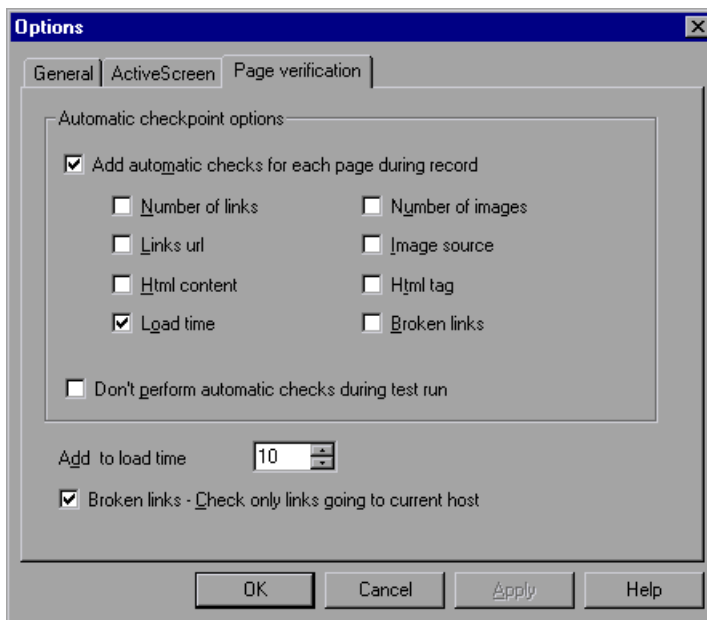 Options
General ActiveScreen Page verification
Automatic checkpoint options
Add automatic checks for each page during record
Number of links Number of images
Links url Image source
Html content Html tag
Load time Broken links
Don't perform automatic checks during test run
Add to load time 10
Broken links - Check only links going to current host
OK Cancel Apply Help